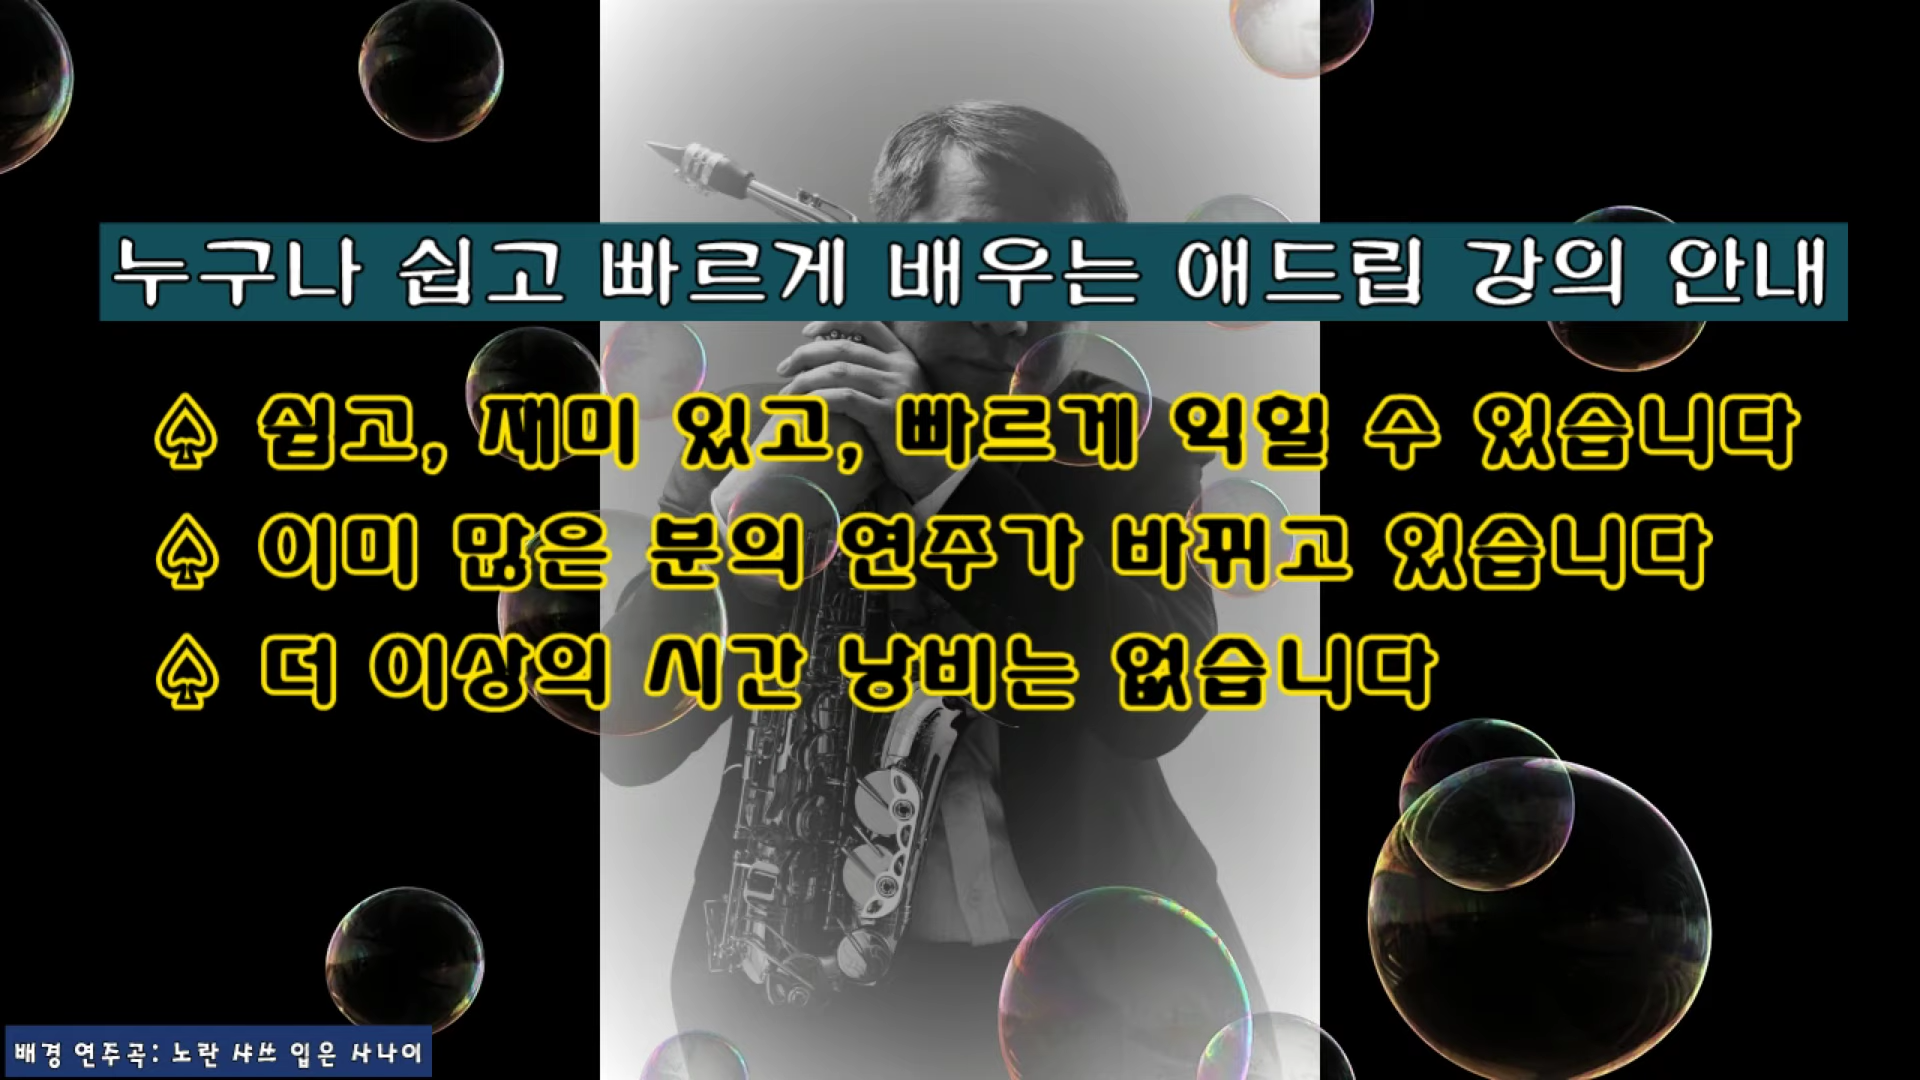 누구나 쉽고 빠르게 배우는 애드립 강의 안내
♤ 쉽고, 재미 있고, 빠르게 익힐 수 있습니다
♤ 이미 많은 분의 연주가 바뀌고 있습니다
♤ 더 이상의 시간 낭비는 없습니다
배경 연주곡: 노란 샤쓰 입은 사나이